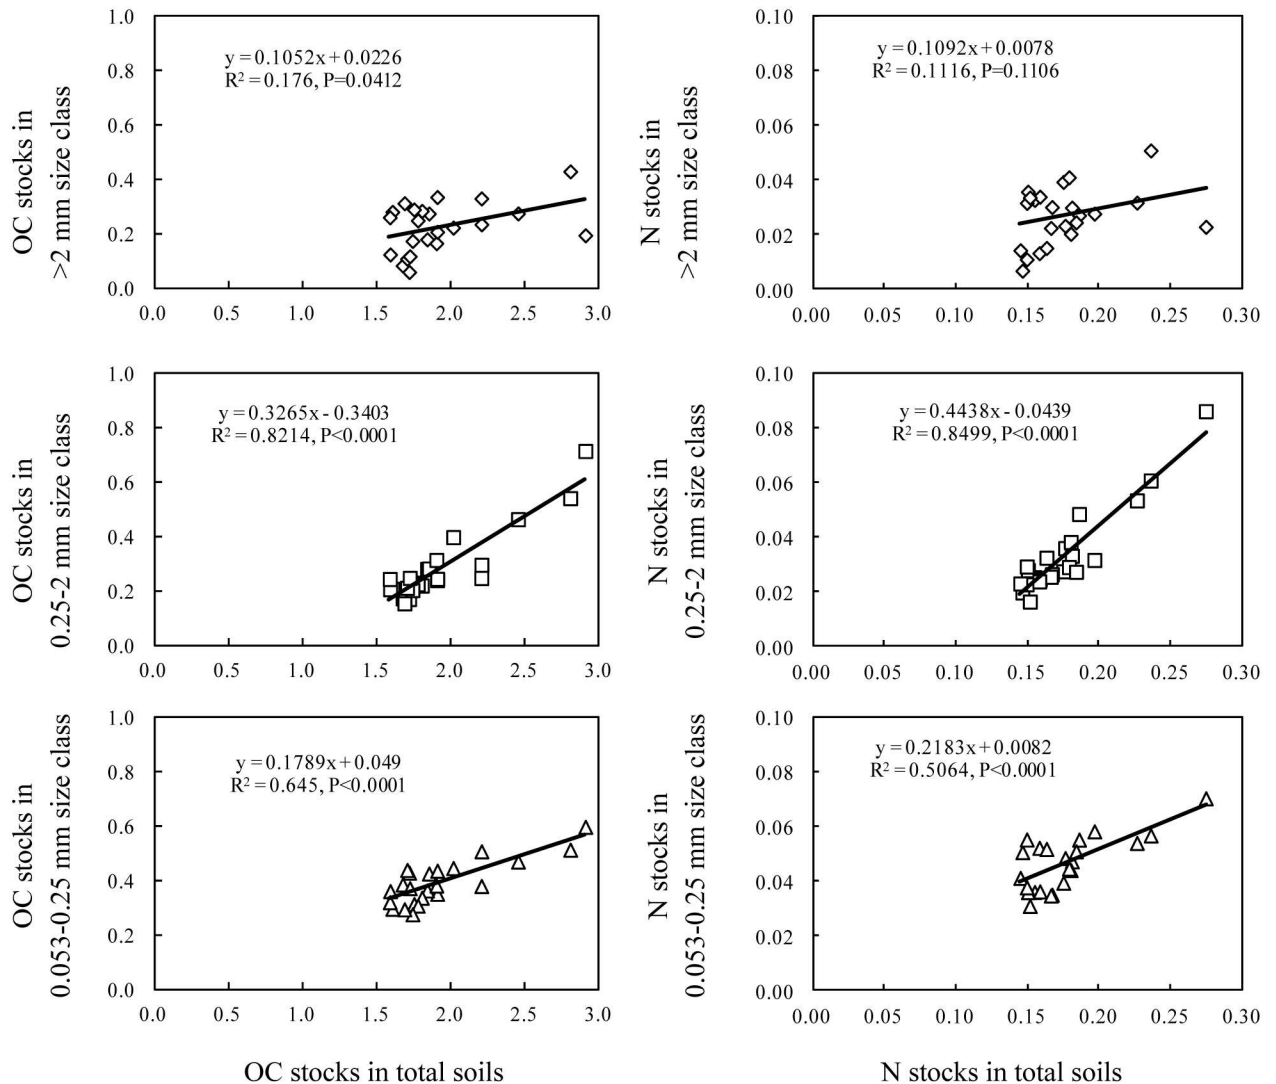 OC stocks in
>2 mm size class
1.0
0.8
0.6
0.4
0.2
0.0
y = 0.1052x + 0.0226
R² = 0.176, P=0.0412
0.0 0.5 1.0 1.5 2.0 2.5 3.0
N stocks in
>2 mm size class
0.10
0.08
0.06
0.04
0.02
0.00
y = 0.1092x + 0.0078
R² = 0.1116, P=0.1106
0.00 0.05 0.10 0.15 0.20 0.25 0.30
OC stocks in
0.25-2 mm size class
1.0
0.8
0.6
0.4
0.2
0.0
y = 0.3265x - 0.3403
R² = 0.8214, P<0.0001
0.0 0.5 1.0 1.5 2.0 2.5 3.0
N stocks in
0.25-2 mm size class
0.10
0.08
0.06
0.04
0.02
0.00
y = 0.4438x - 0.0439
R² = 0.8499, P<0.0001
0.00 0.05 0.10 0.15 0.20 0.25 0.30
OC stocks in
0.053-0.25 mm size class
1.0
0.8
0.6
0.4
0.2
0.0
y = 0.1789x + 0.049
R² = 0.645, P<0.0001
0.0 0.5 1.0 1.5 2.0 2.5 3.0
OC stocks in total soils
N stocks in
0.053-0.25 mm size class
0.10
0.08
0.06
0.04
0.02
0.00
y = 0.2183x + 0.0082
R² = 0.5064, P<0.0001
0.00 0.05 0.10 0.15 0.20 0.25 0.30
N stocks in total soils